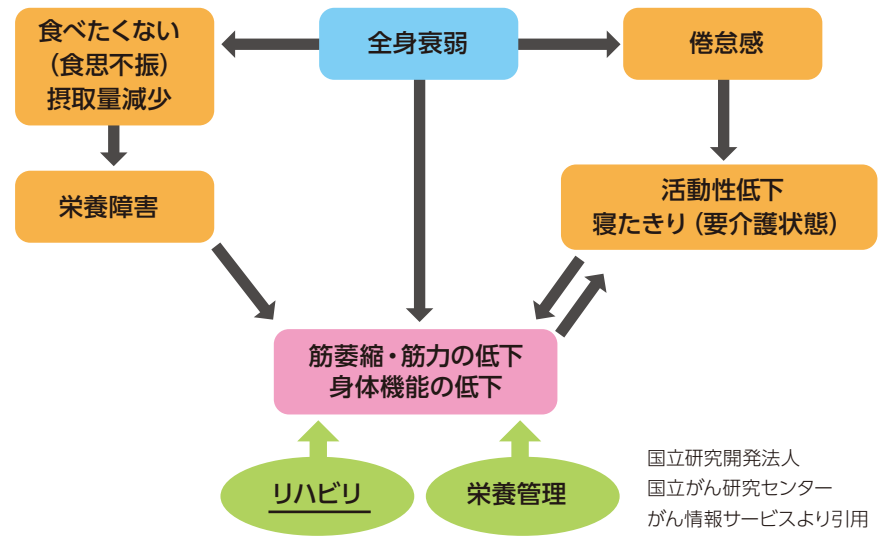 食べたくない
（食思不振）
摂取量減少
全身衰弱
倦怠感
栄養障害
活動性低下
寝たきり（要介護状態）
筋萎縮・筋力の低下
身体機能の低下
リハビリ
栄養管理
国立研究開発法人
国立がん研究センター
がん情報サービスより引用